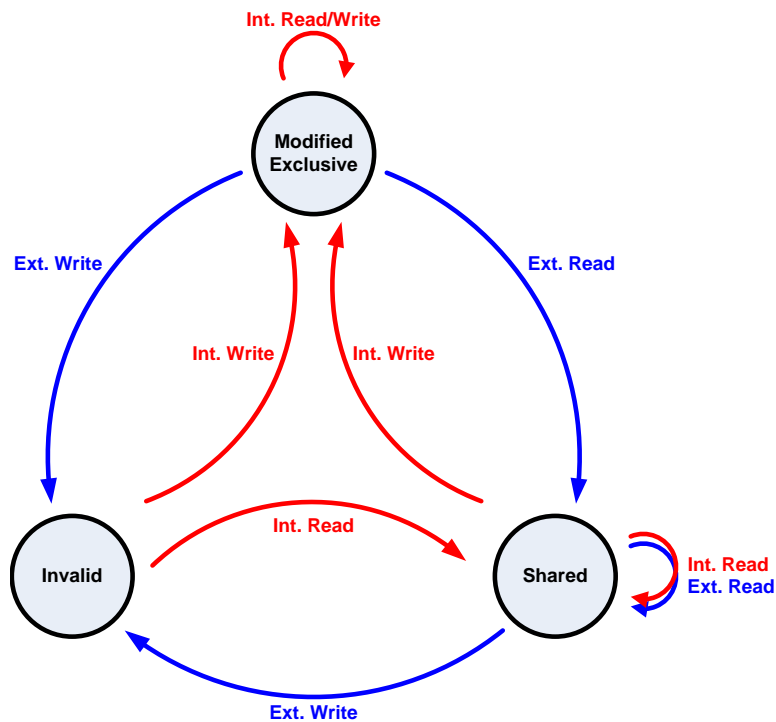 Int. Read/Write
Modified
Exclusive
Ext. Write
Ext. Read
Int. Write
Int. Write
Int. Read
Invalid
Shared
Int. Read
Ext. Read
Ext. Write